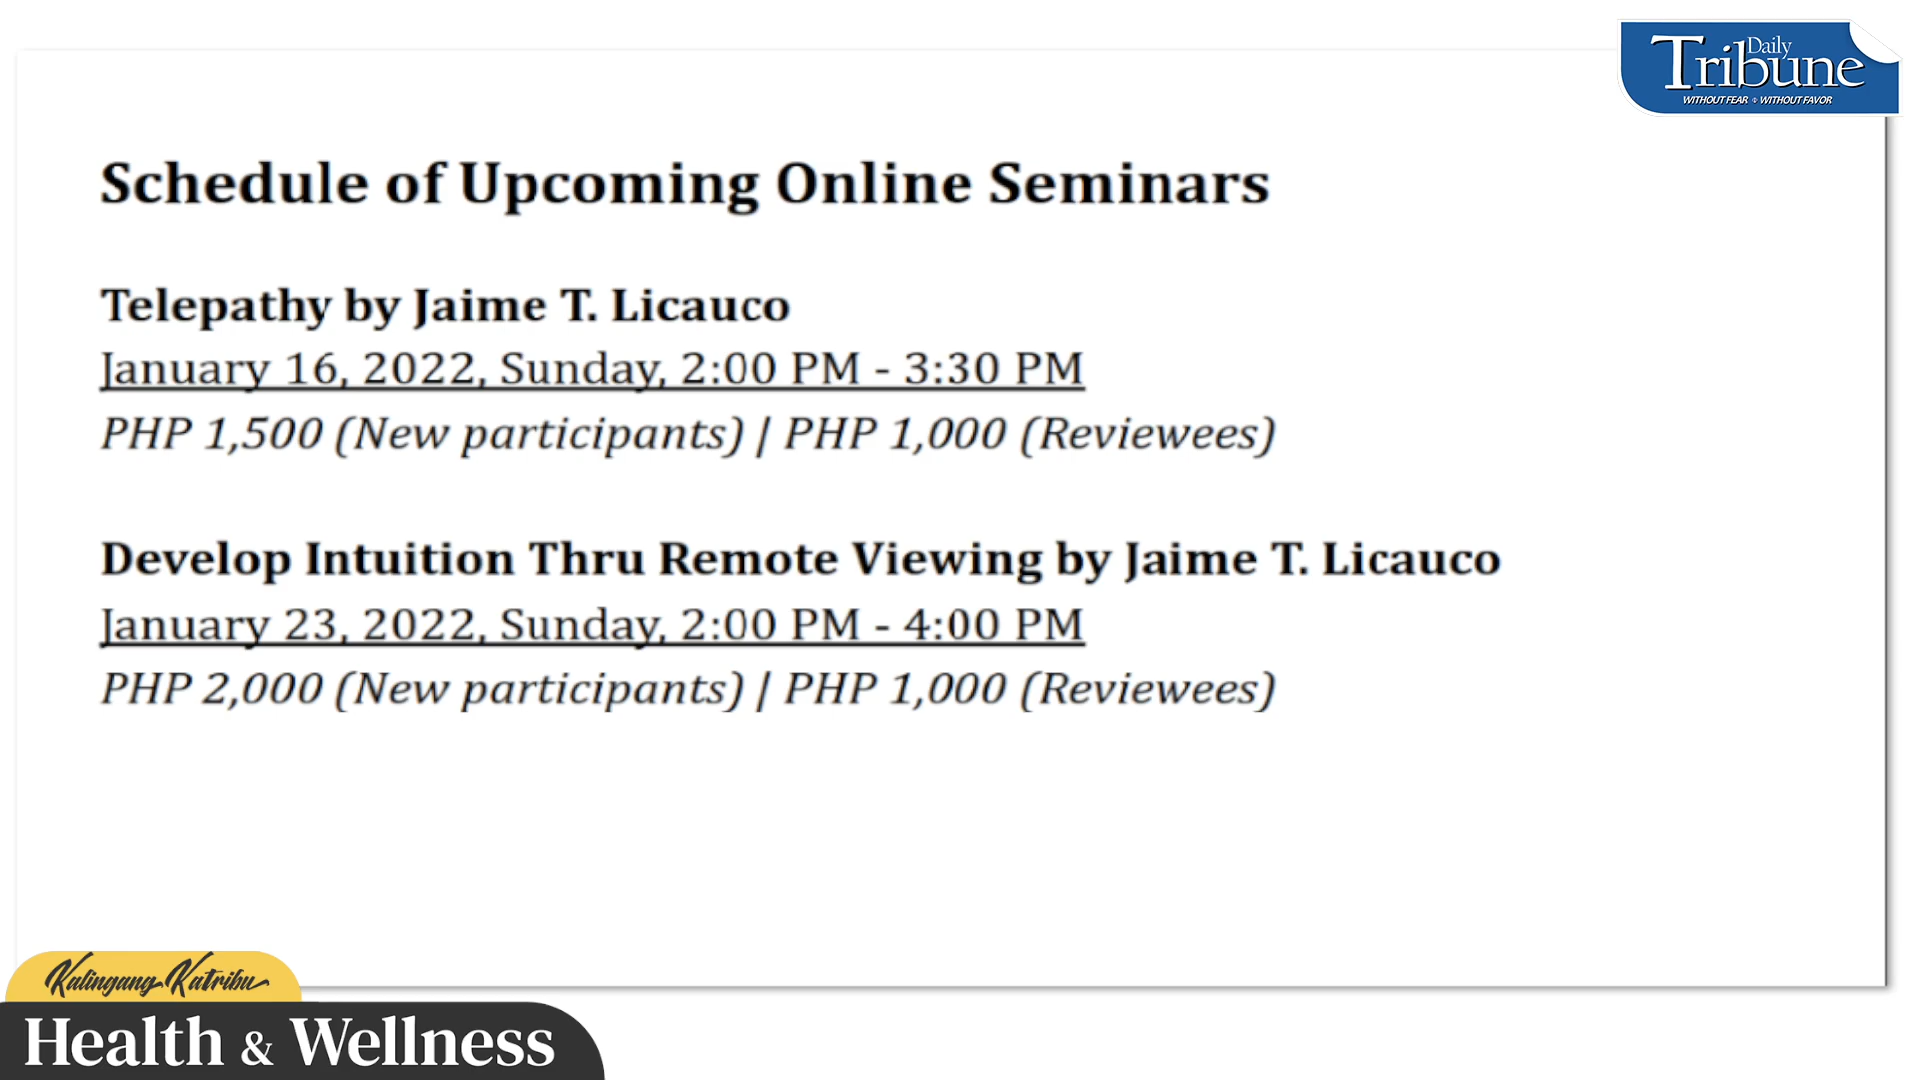 Daily
Tribune
WITHOUT FEAR • WITHOUT FAVOR
Schedule of Upcoming Online Seminars
Telepathy by Jaime T. Licauco
January 16, 2022, Sunday, 2:00 PM - 3:30 PM
PHP 1,500 (New participants) | PHP 1,000 (Reviewees)
Develop Intuition Thru Remote Viewing by Jaime T. Licauco
January 23, 2022, Sunday, 2:00 PM - 4:00 PM
PHP 2,000 (New participants) | PHP 1,000 (Reviewees)
Kalingang Katribu
Health & Wellness